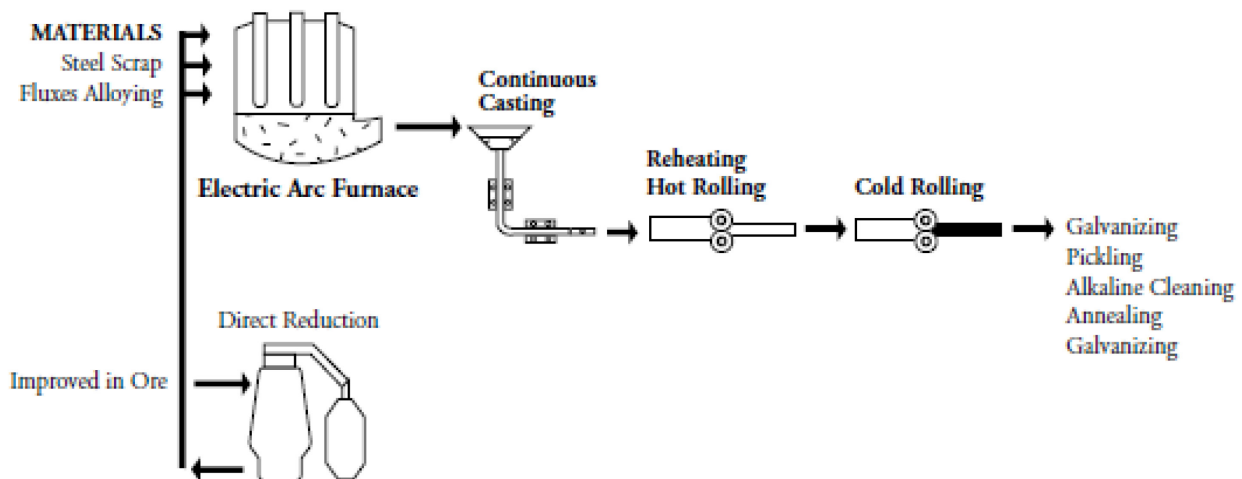 MATERIALS
Steel Scrap
Fluxes Alloying
Electric Arc Furnace
Continuous
Casting
Reheating
Hot Rolling
Cold Rolling
Galvanizing
Pickling
Alkaline Cleaning
Annealing
Galvanizing
Direct Reduction
Improved in Ore